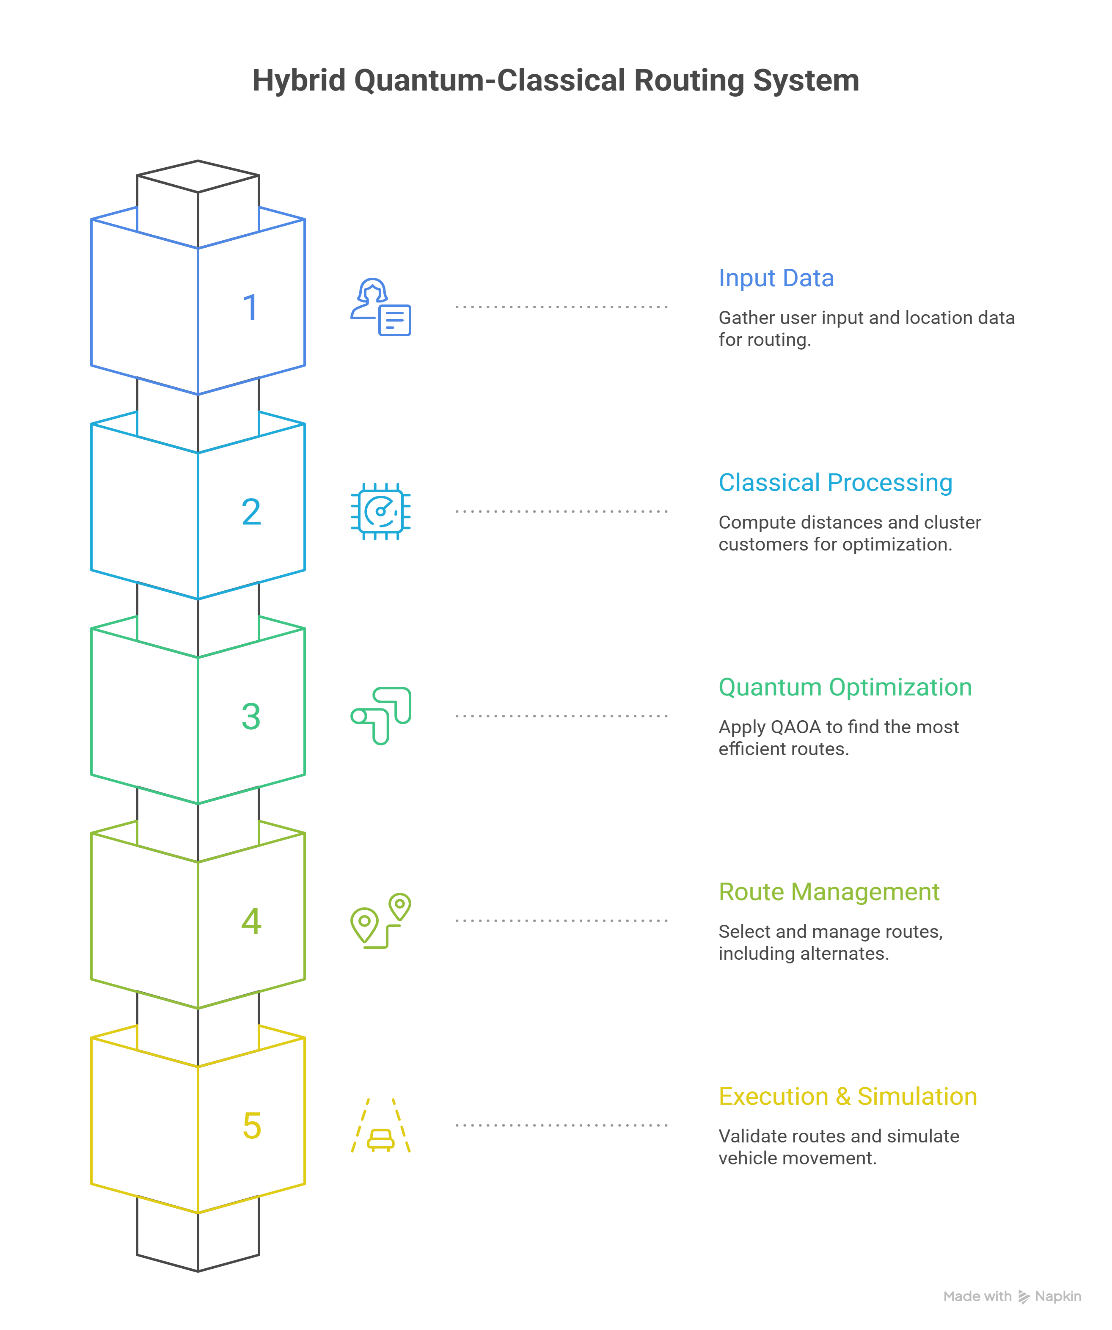 Hybrid Quantum-Classical Routing System
1
Input Data
Gather user input and location data
for routing.
2
Classical Processing
Compute distances and cluster
customers for optimization.
3
Quantum Optimization
Apply QAOA to find the most
efficient routes.
4
Route Management
Select and manage routes,
including alternates.
5
Execution & Simulation
Validate routes and simulate
vehicle movement.
Made with Napkin